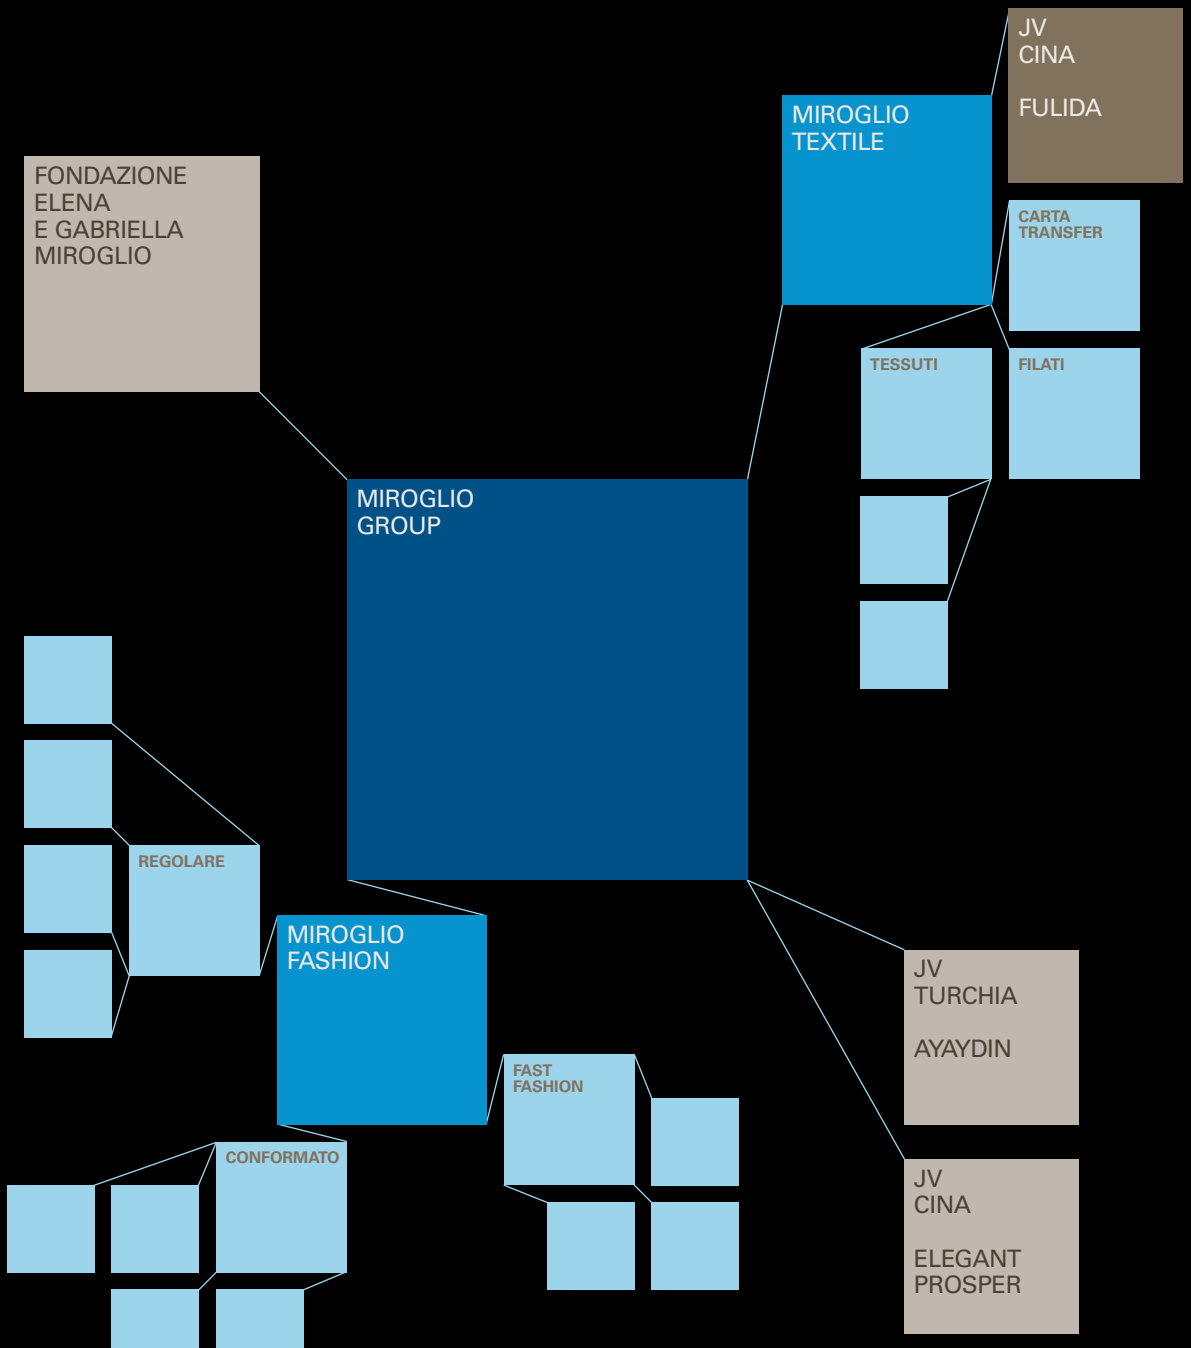 JV
CINA
FULIDA
MIROGLIO
TEXTILE
FONDAZIONE
ELENA
E GABRIELLA
MIROGLIO
CARTA
TRANSFER
TESSUTI
FILATI
MIROGLIO
GROUP
REGOLARE
MIROGLIO
FASHION
JV
TURCHIA
AYAYDIN
FAST
FASHION
CONFORMATO
JV
CINA
ELEGANT
PROSPER